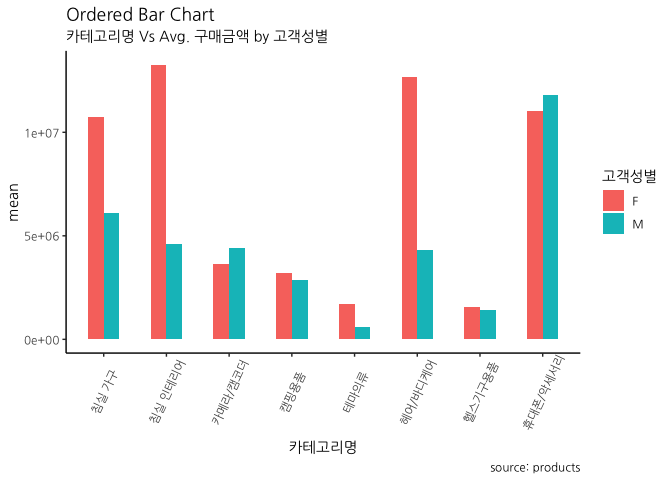 Ordered Bar Chart
카테고리명 Vs Avg. 구매금액 by 고객성별
mean
1e+07
5e+06
0e+00
고객성별
F
M
침실 가구
침실 인테리어
카메라/캠코더
캠핑용품
테마의류
헤어/바디케어
헬스기구용품
휴대폰/악세서리
카테고리명
source: products